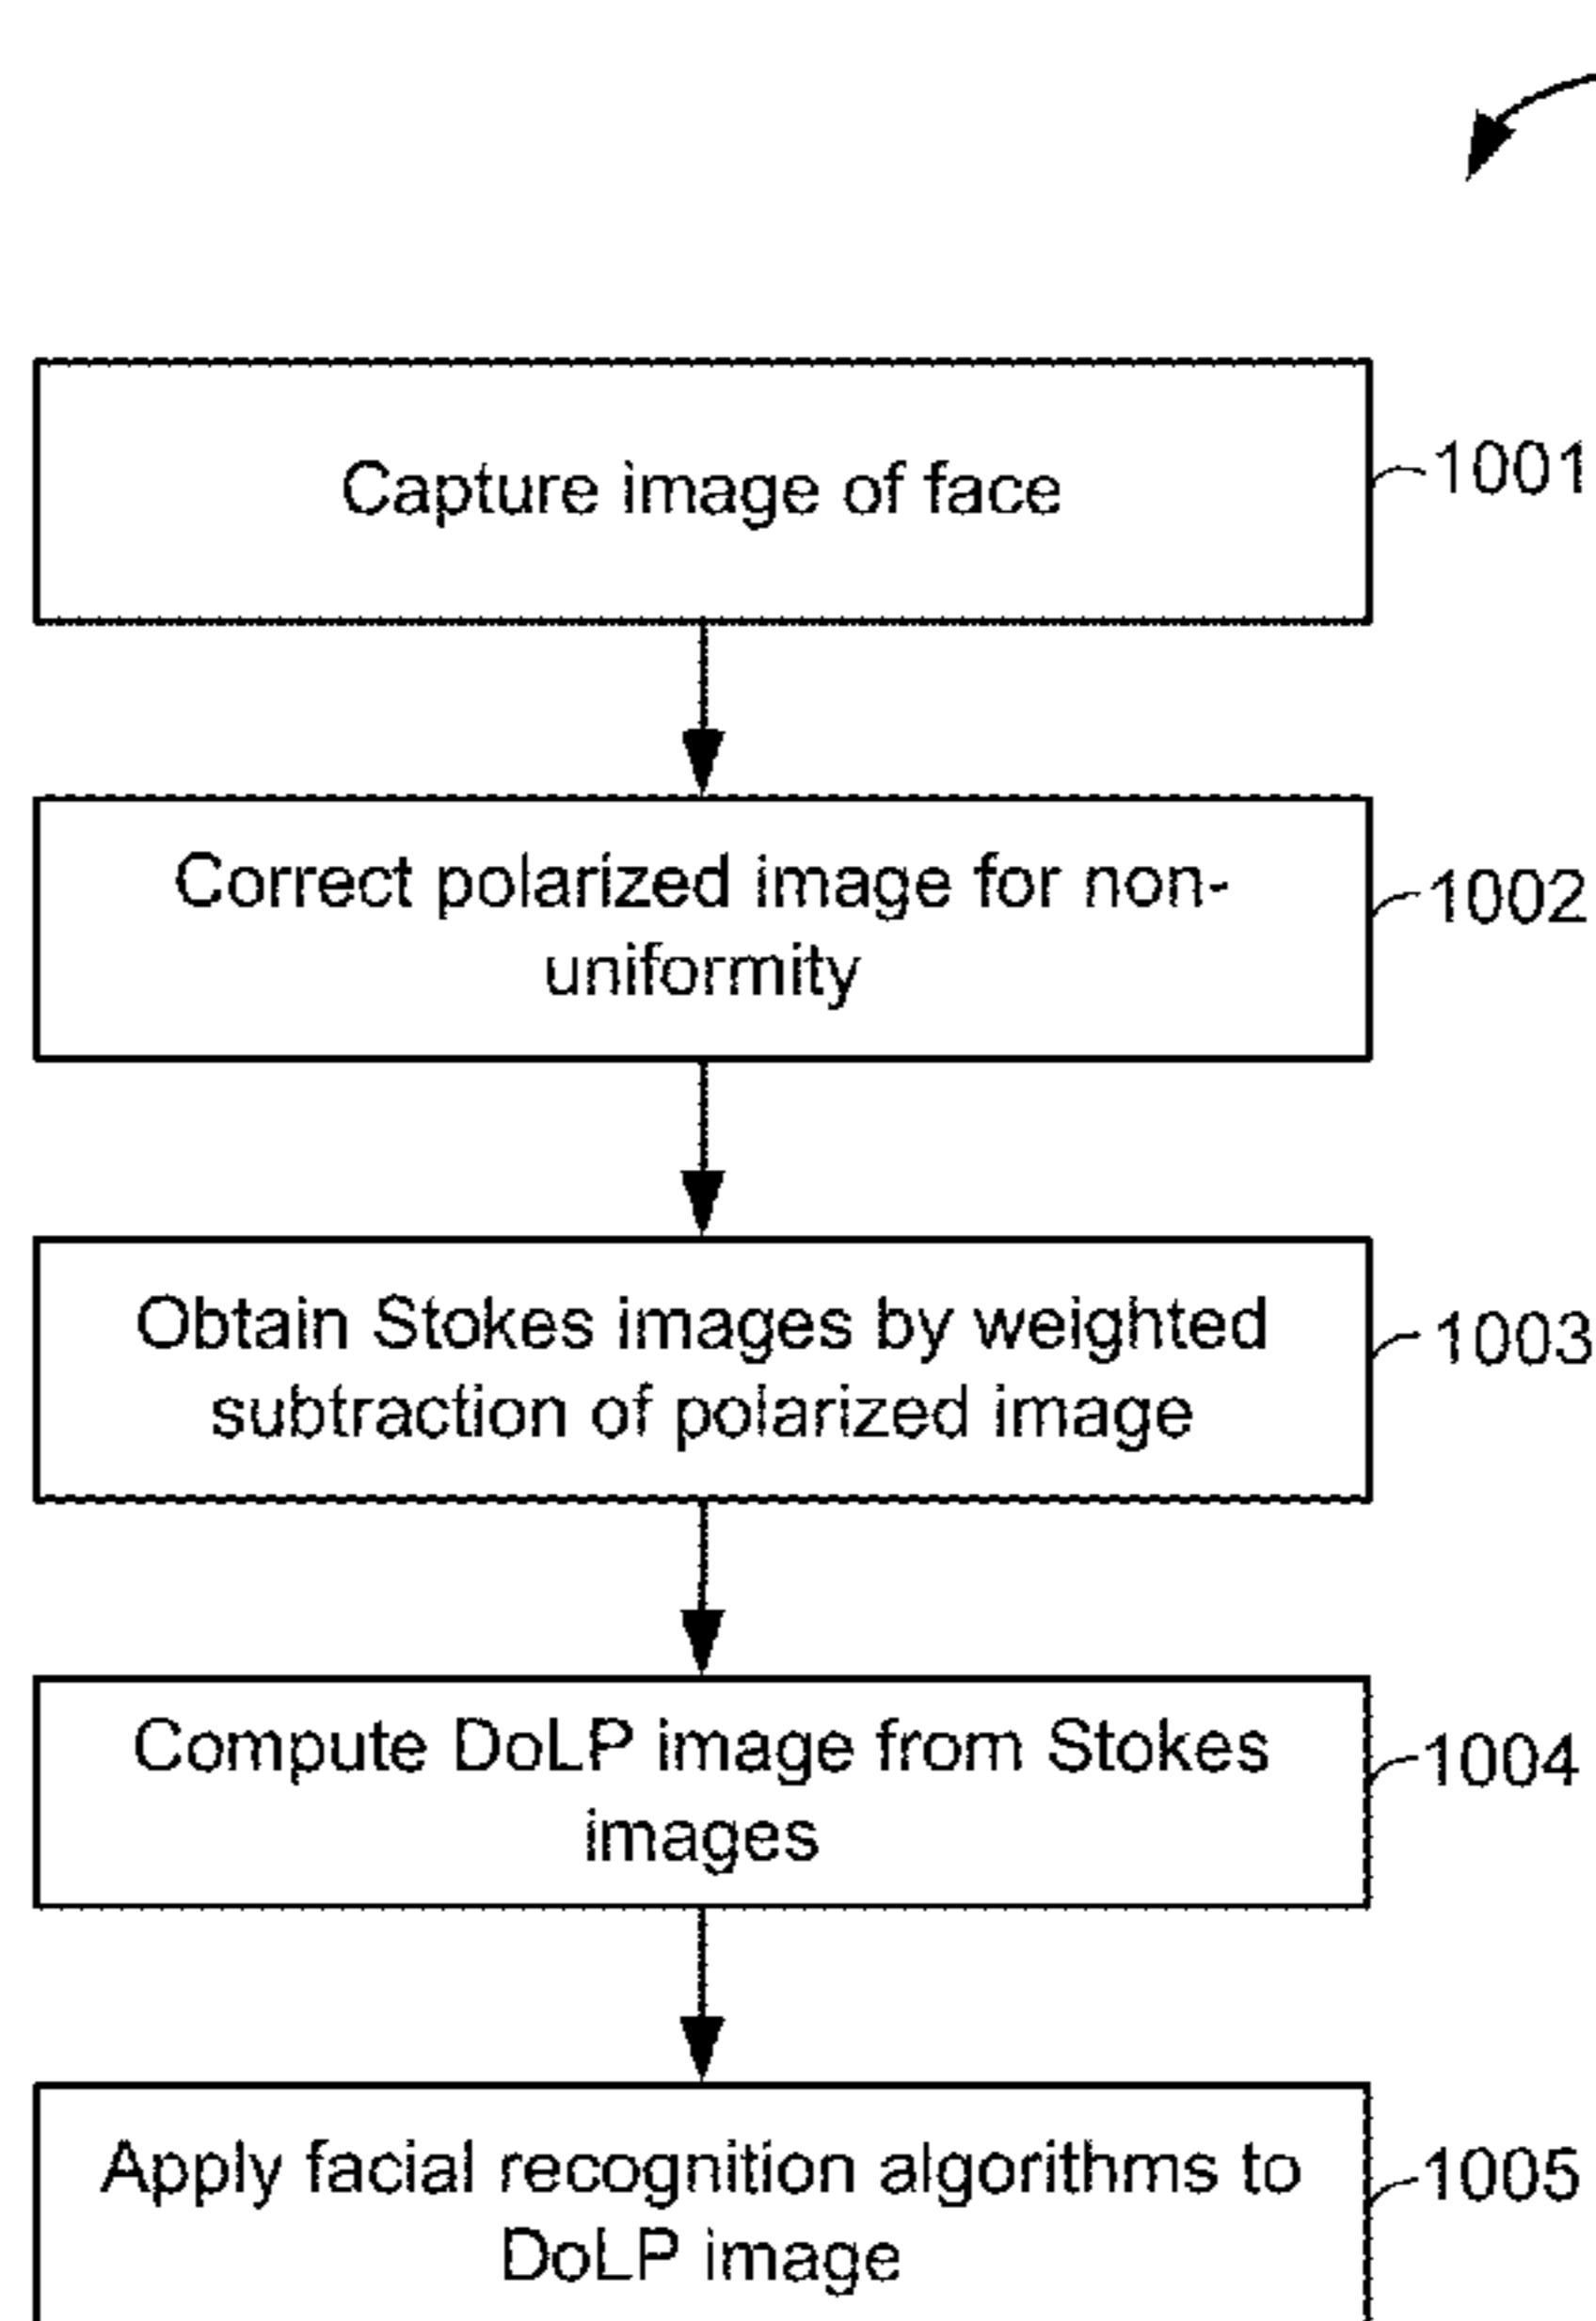 Capture image of face
1001
Correct polarized image for non-
uniformity
1002
Obtain Stokes images by weighted
subtraction of polarized image
1003
Compute DoLP image from Stokes
images
1004
Apply facial recognition algorithms to
DoLP image
1005